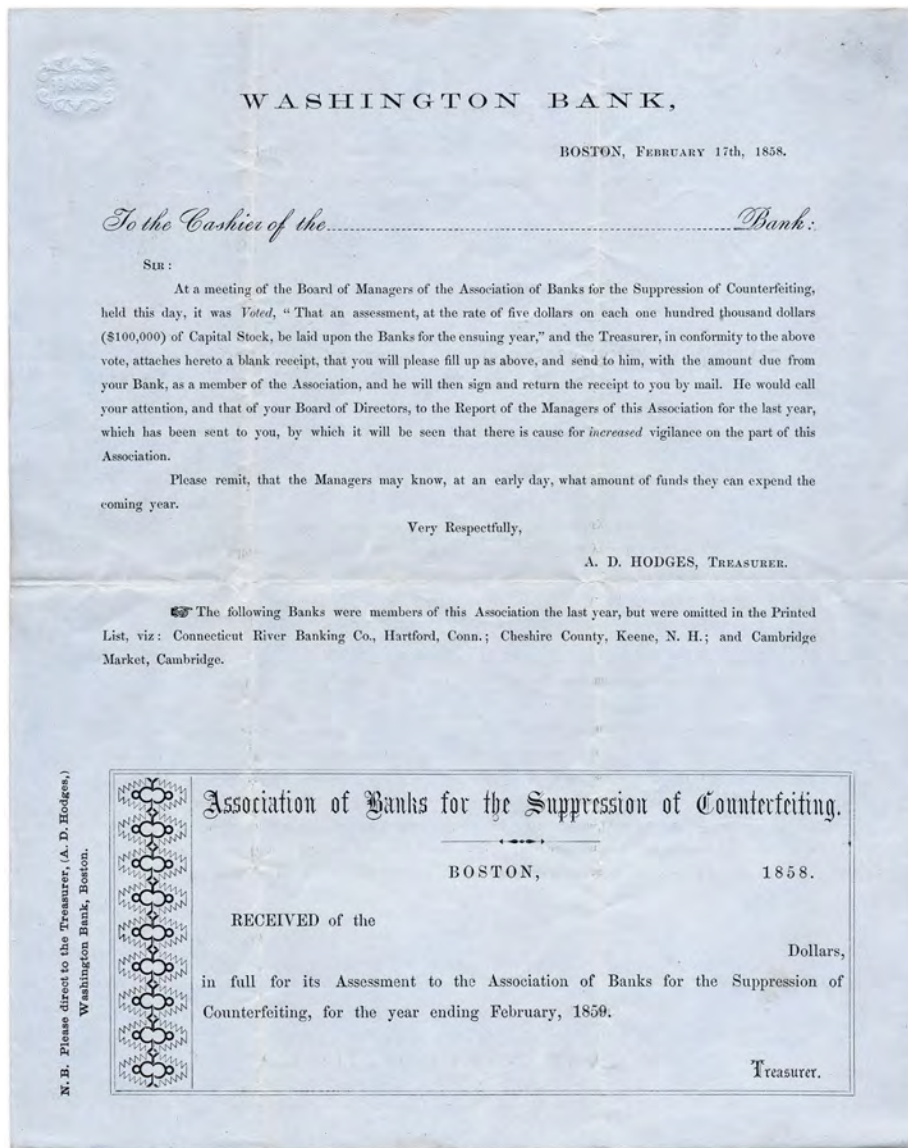 WASHINGTON BANK,
BOSTON, FEBRUARY 17th, 1858.
To the Cashier of the Bank:
SIR:
At a meeting of the Board of Managers of the Association of Banks for the Suppression of Counterfeiting,
held this day, it was Voted, “ That an assessment, at the rate of five dollars on each one hundred thousand dollars
($100,000) of Capital Stock, be laid upon the Banks for the ensuing year,” and the Treasurer, in conformity to the above
vote, attaches hereto a blank receipt, that you will please fill up as above, and send to him, with the amount due from
your Bank, as a member of the Association, and he will then sign and return the receipt to you by mail. He would call
your attention, and that of your Board of Directors, to the Report of the Managers of this Association for the last year,
which has been sent to you, by which it will be seen that there is cause for increased vigilance on the part of this
Association.
Please remit, that the Managers may know, at an early day, what amount of funds they can expend the
coming year.
Very Respectfully,
A. D. HODGES, TREASURER.
☞ The following Banks were members of this Association the last year, but were omitted in the Printed
List, viz: Connecticut River Banking Co., Hartford, Conn.; Cheshire County, Keene, N. H.; and Cambridge
Market, Cambridge.
N. B. Please direct to the Treasurer, (A. D. Hodges,)
Washington Bank, Boston.
Association of Banks for the Suppression of Counterfeiting.
BOSTON, 1858.
RECEIVED of the
Dollars,
in full for its Assessment to the Association of Banks for the Suppression of
Counterfeiting, for the year ending February, 1859.
Treasurer.